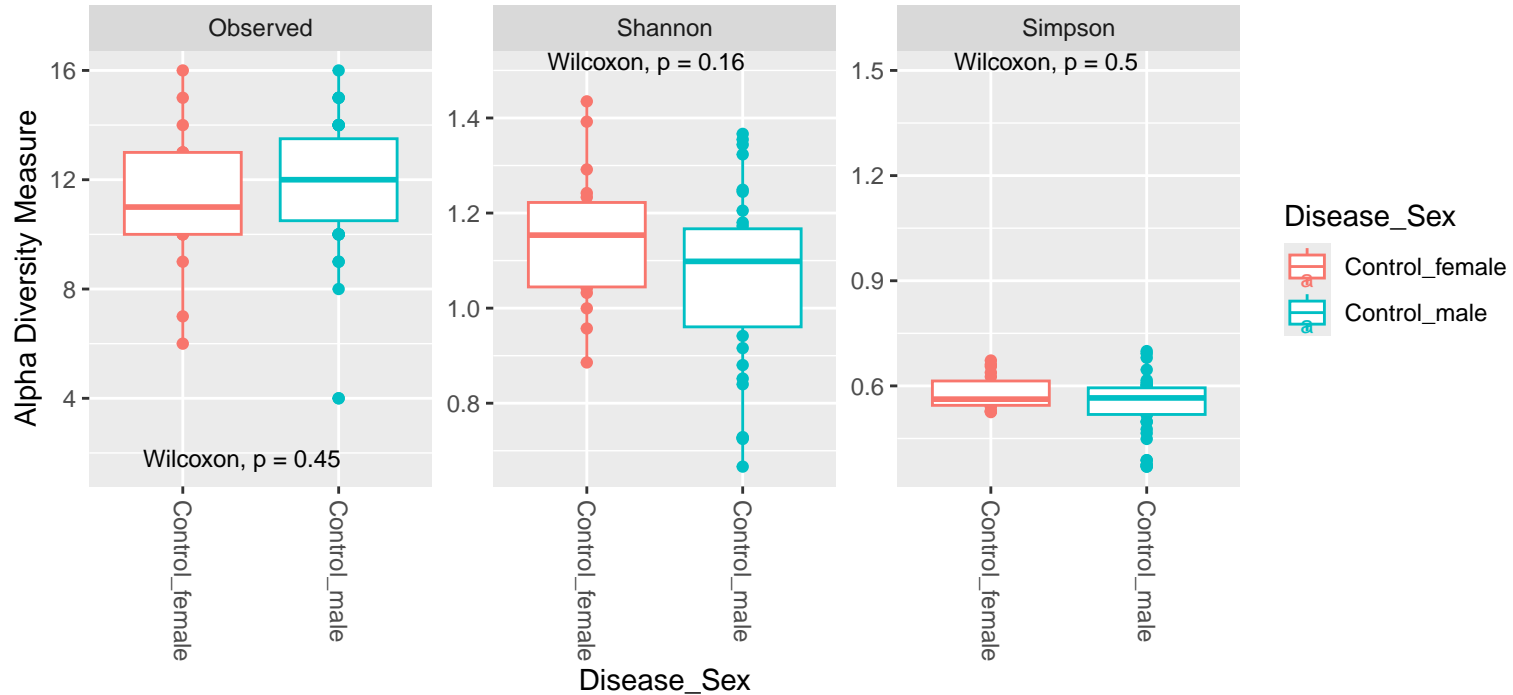 Observed
Shannon
Simpson
Alpha Diversity Measure
16
12
8
4
Wilcoxon, p = 0.45
Control_female
Control_male
1.4
1.2
1.0
0.8
Wilcoxon, p = 0.16
Control_female
Control_male
1.5
1.2
0.9
0.6
Wilcoxon, p = 0.5
Control_female
Control_male
Disease_Sex
Disease_Sex
a Control_female
a Control_male